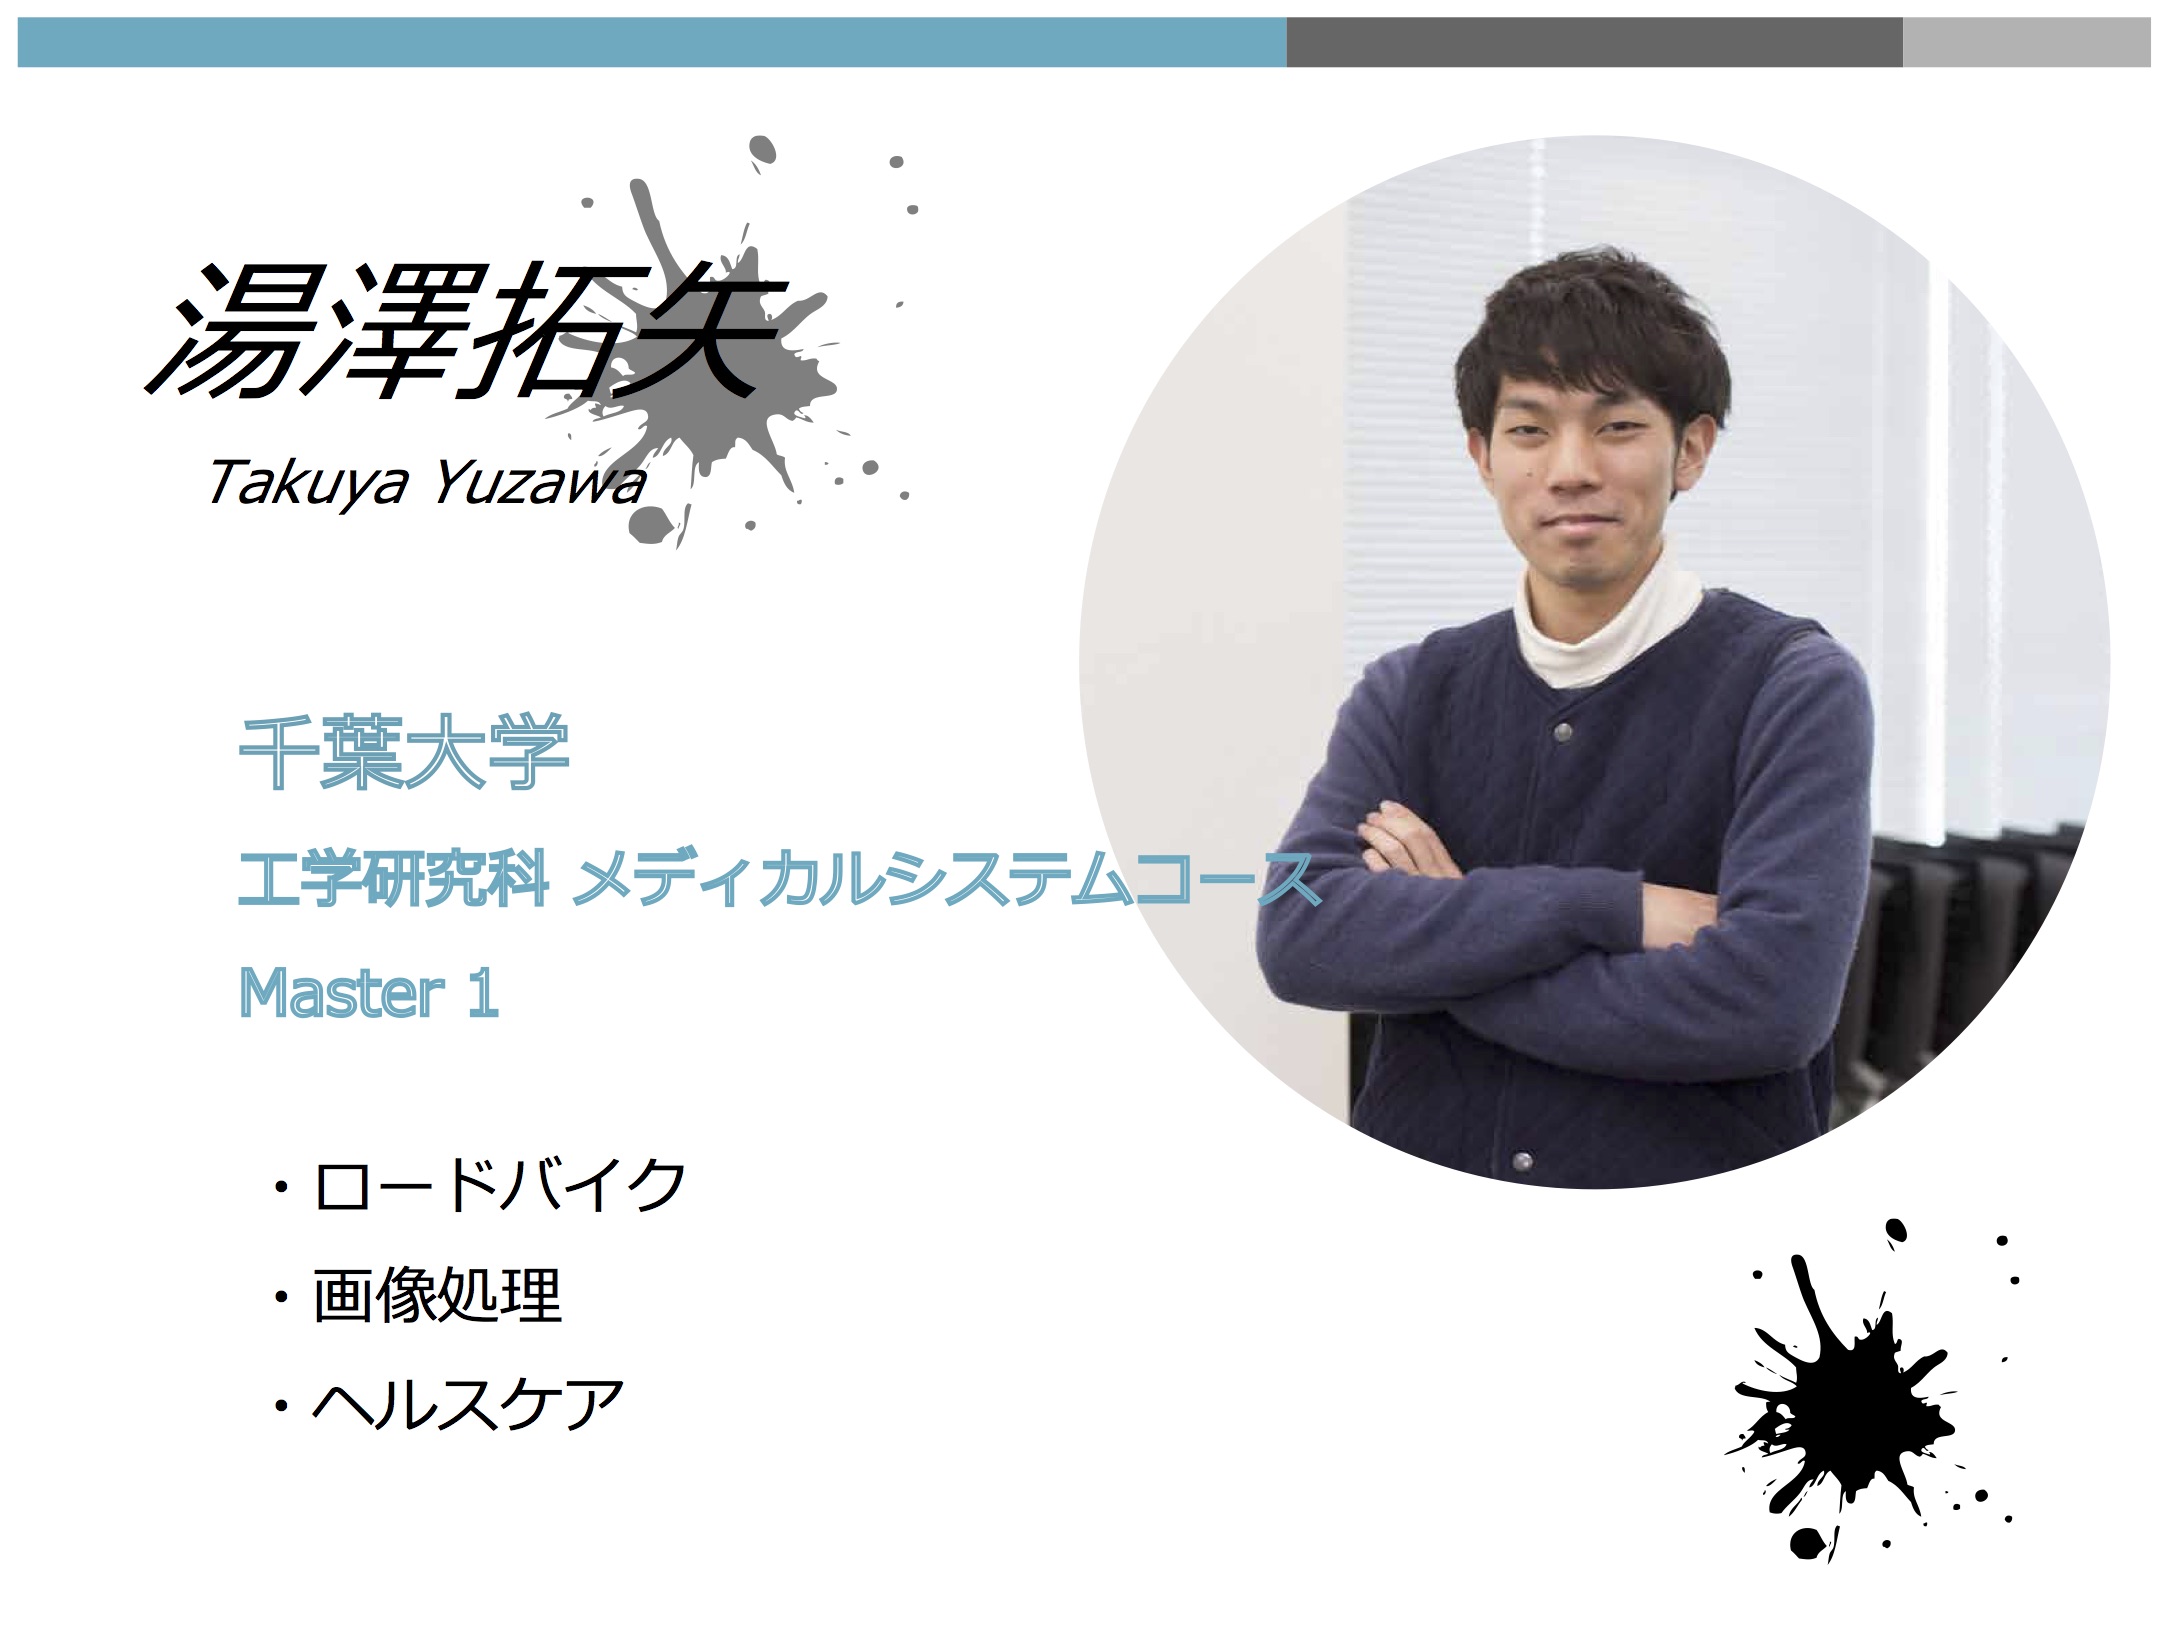 湯澤拓矢
Takuya Yuzawa
千葉大学
工学研究科 メディカルシステムコース
Master 1
・ロードバイク
・画像処理
・ヘルスケア